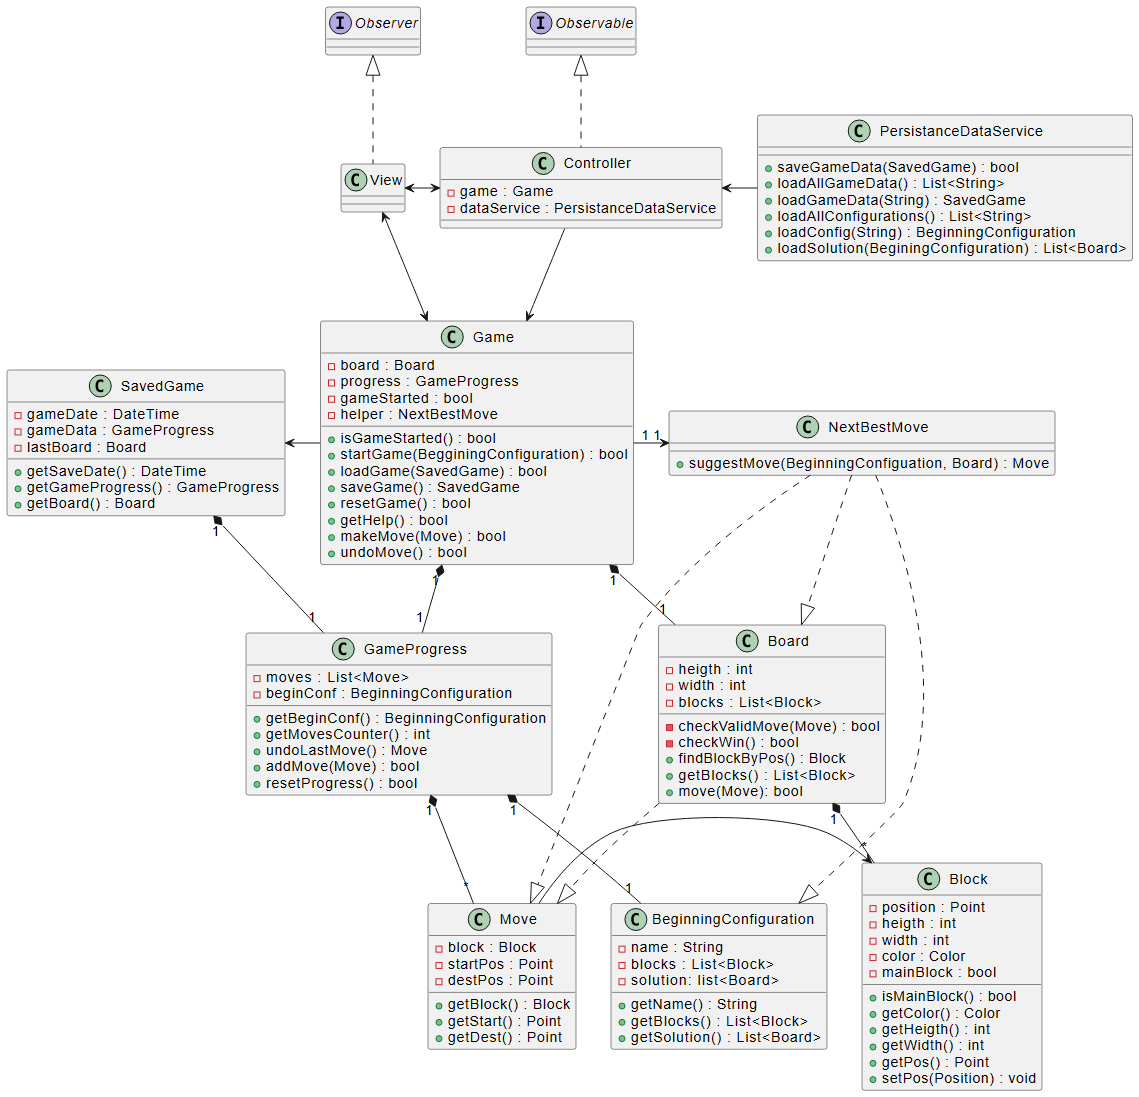 I Observer
I Observable
C PersistanceDataService
saveGameData(SavedGame) : bool
loadAllGameData() : List<String>
loadGameData(String) : SavedGame
loadAllConfigurations() : List<String>
loadConfig(String) : BeginningConfiguration
loadSolution(BeginingConfiguration) : List<Board>
C View
C Controller
game : Game
dataService : PersistanceDataService
C Game
board : Board
progress : GameProgress
gameStarted : bool
helper : NextBestMove
isGameStarted() : bool
startGame(BegginingConfiguration) : bool
loadGame(SavedGame) : bool
saveGame() : SavedGame
resetGame() : bool
getHelp() : bool
makeMove(Move) : bool
undoMove() : bool
C SavedGame
gameDate : DateTime
gameData : GameProgress
lastBoard : Board
getSaveDate() : DateTime
getGameProgress() : GameProgress
getBoard() : Board
1 1
C NextBestMove
suggestMove(BeginningConfiguation, Board) : Move
1
1
1
1
1
1
C GameProgress
moves : List<Move>
beginConf : BeginningConfiguration
getBeginConf() : BeginningConfiguration
getMovesCounter() : int
undoLastMove() : Move
addMove(Move) : bool
resetProgress() : bool
C Board
heigth : int
width : int
blocks : List<Block>
checkValidMove(Move) : bool
checkWin() : bool
findBlockByPos() : Block
getBlocks() : List<Block>
move(Move): bool
1
1
1
*
*
1
C Move
block : Block
startPos : Point
destPos : Point
getBlock() : Block
getStart() : Point
getDest() : Point
C BeginningConfiguration
name : String
blocks : List<Block>
solution: list<Board>
getName() : String
getBlocks() : List<Block>
getSolution() : List<Board>
C Block
position : Point
heigth : int
width : int
color : Color
mainBlock : bool
isMainBlock() : bool
getColor() : Color
getHeigth() : int
getWidth() : int
getPos() : Point
setPos(Position) : void